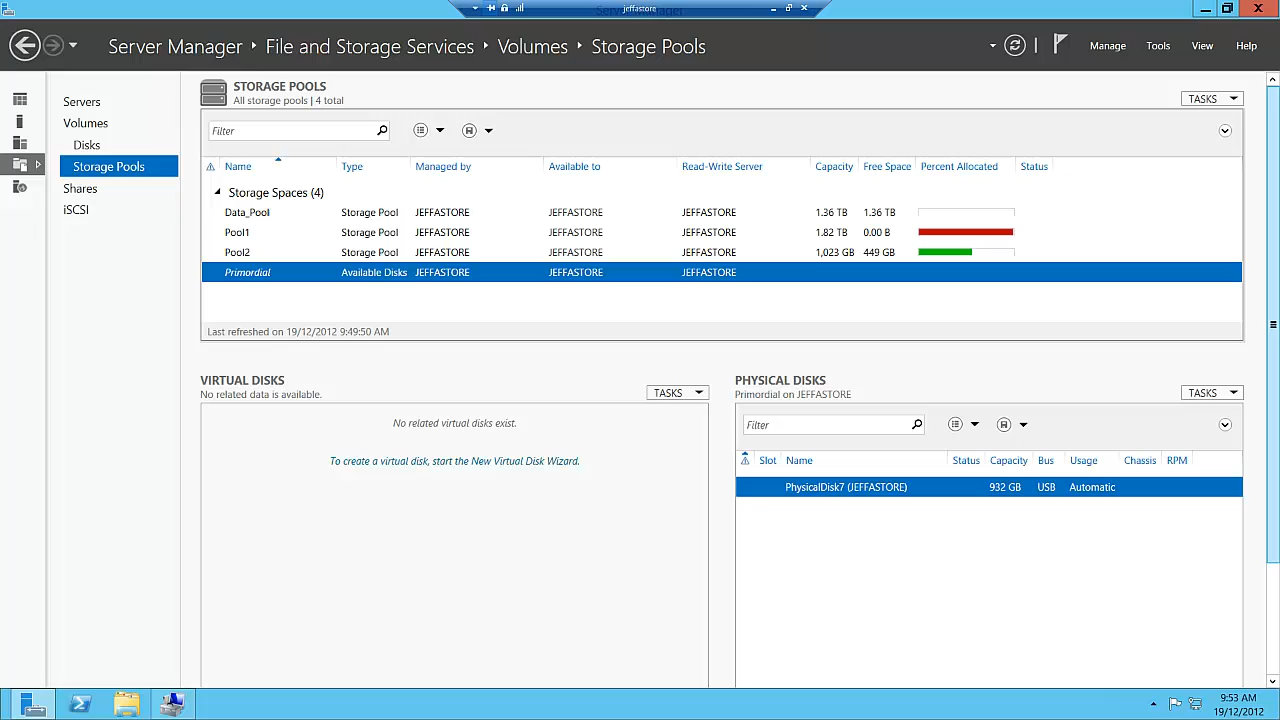 jeffastore
Server Manager
Server Manager ‣ File and Storage Services ‣ Volumes ‣ Storage Pools
Manage Tools View Help
Servers
Volumes
Disks
Storage Pools
Shares
iSCSI
STORAGE POOLS
All storage pools | 4 total
TASKS
Filter
Name Type Managed by Available to Read-Write Server Capacity Free Space Percent Allocated Status
Storage Spaces (4)
Data_Pool Storage Pool JEFFASTORE JEFFASTORE JEFFASTORE 1.36 TB 1.36 TB
Pool1 Storage Pool JEFFASTORE JEFFASTORE JEFFASTORE 1.82 TB 0.00 B
Pool2 Storage Pool JEFFASTORE JEFFASTORE JEFFASTORE 1,023 GB 449 GB
Primordial Available Disks JEFFASTORE JEFFASTORE JEFFASTORE
Last refreshed on 19/12/2012 9:49:50 AM
VIRTUAL DISKS
No related data is available.
TASKS
No related virtual disks exist.
To create a virtual disk, start the New Virtual Disk Wizard.
PHYSICAL DISKS
Primordial on JEFFASTORE
TASKS
Filter
Slot Name Status Capacity Bus Usage Chassis RPM
PhysicalDisk7 (JEFFASTORE) 932 GB USB Automatic
9:53 AM
19/12/2012